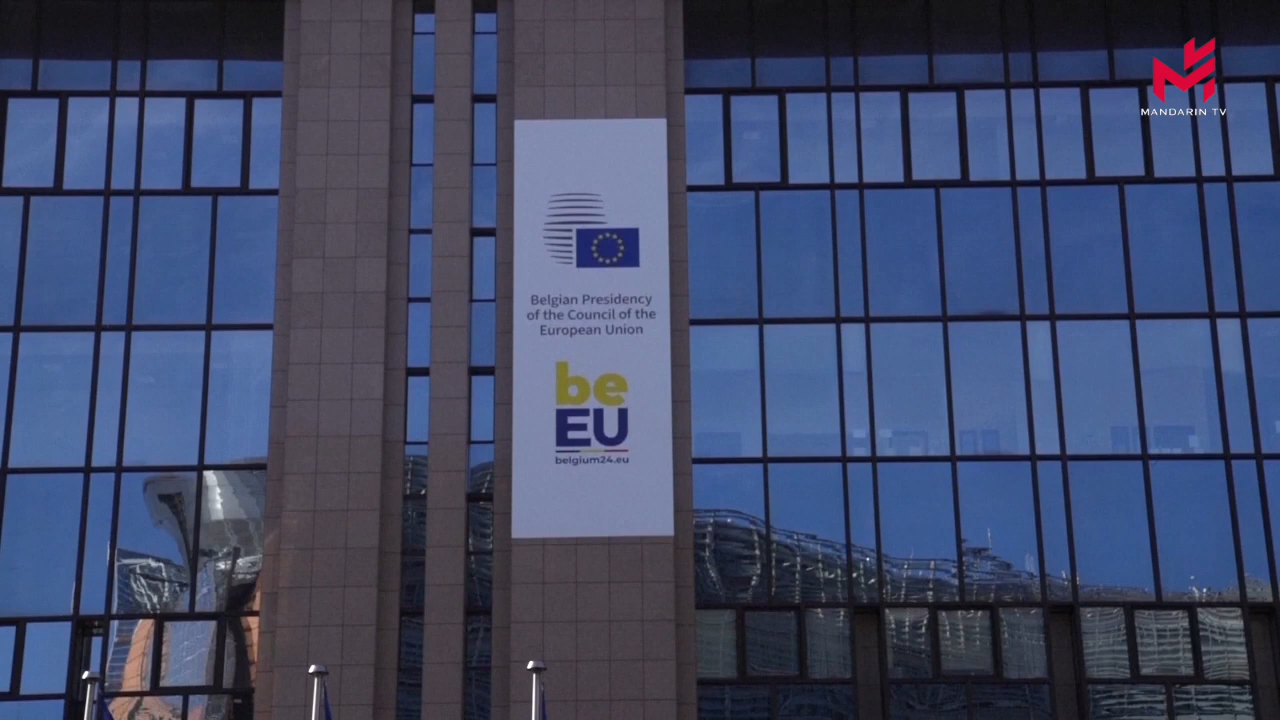 MANDARIN TV
Belgian Presidency
of the Council of the
European Union
be
EU
belgium24.eu